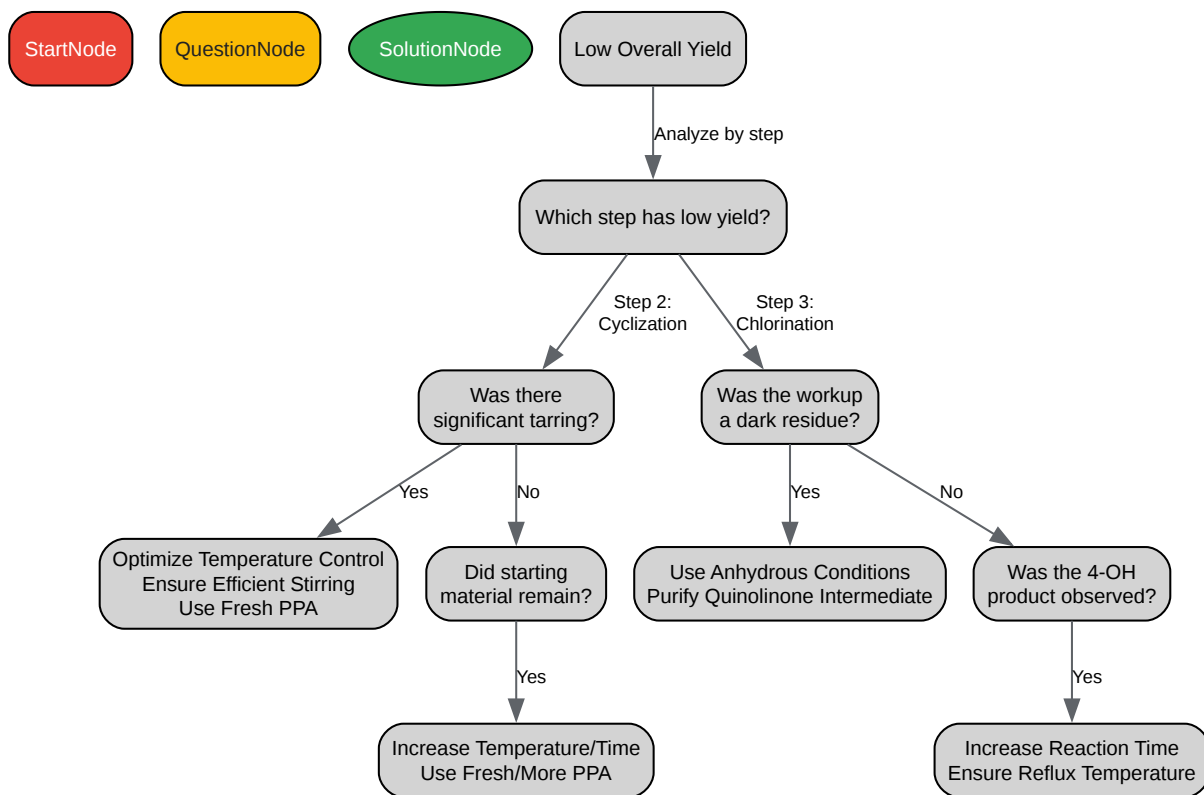 StartNode
QuestionNode
SolutionNode
Low Overall Yield
Analyze by step
Which step has low yield?
Step 2:
Cyclization
Step 3:
Chlorination
Was there
significant tarring?
Was the workup
a dark residue?
Yes
No
Yes
No
Optimize Temperature Control
Ensure Efficient Stirring
Use Fresh PPA
Did starting
material remain?
Use Anhydrous Conditions
Purify Quinolinone Intermediate
Was the 4-OH
product observed?
Yes
Yes
Increase Temperature/Time
Use Fresh/More PPA
Increase Reaction Time
Ensure Reflux Temperature